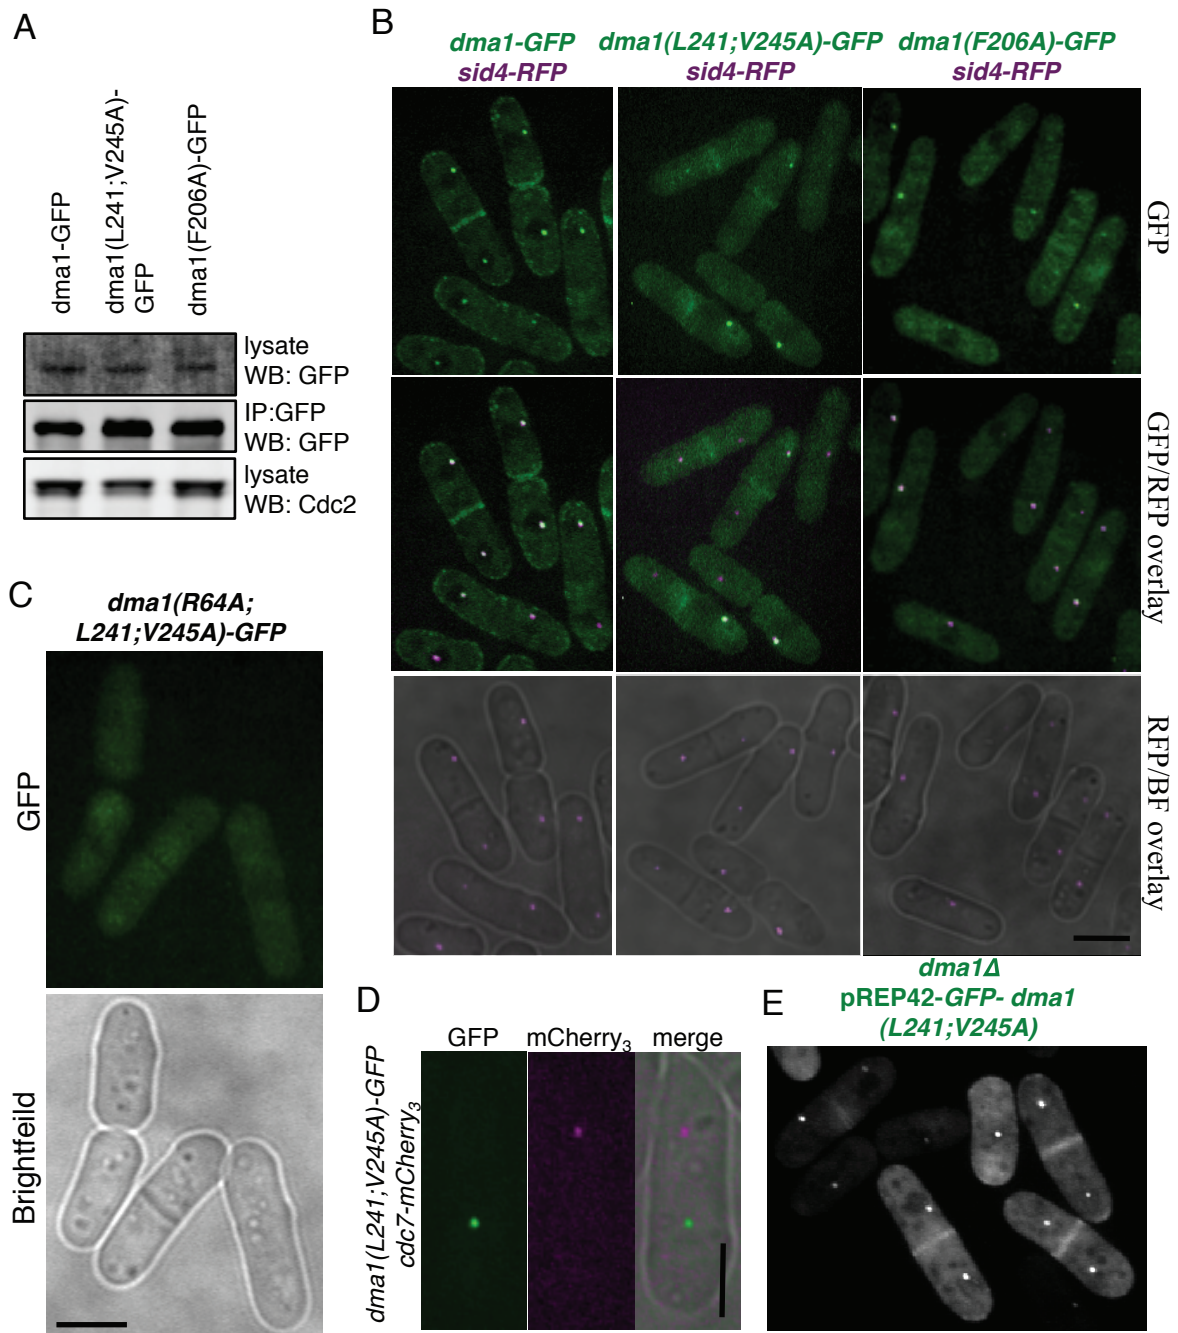 A
dma1-GFP
dma1(L241;V245A)-
GFP
dma1(F206A)-GFP
lysate
WB: GFP
IP:GFP
WB: GFP
lysate
WB: Cdc2
B
dma1-GFP
sid4-RFP
dma1(L241;V245A)-GFP
sid4-RFP
dma1(F206A)-GFP
sid4-RFP
GFP
GFP/RFP overlay
RFP/BF overlay
C
dma1(R64A;
L241;V245A)-GFP
GFP
Brightfeild
D
GFP
mCherry3
merge
dma1(L241;V245A)-GFP
cdc7-mCherry3
E
dma1Δ
pREP42-GFP- dma1
(L241;V245A)